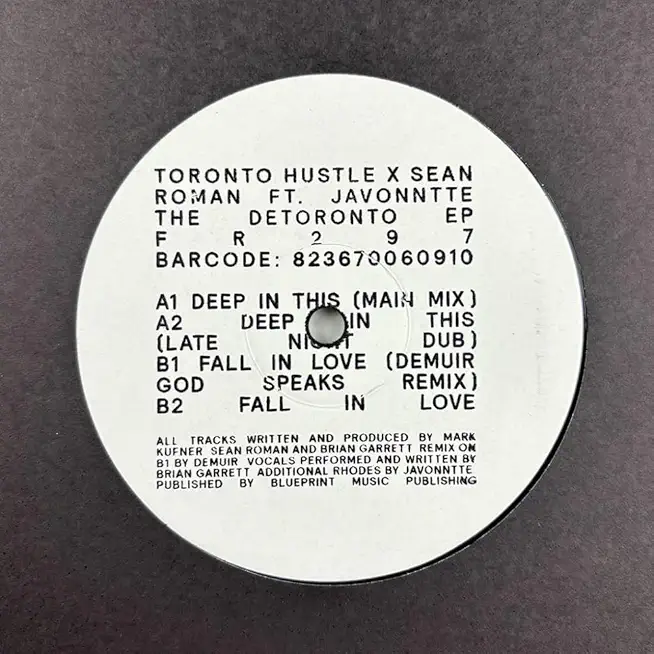 TORONTO HUSTLE X SEAN
ROMAN FT. JAVONNTTE
THE DETORONTO EP
F R 2 9 7
BARCODE: 823670060910
A1 DEEP IN THIS (MAIN MIX)
A2 DEEP IN THIS
(LATE NIGHT DUB)
B1 FALL IN LOVE (DEMUIR
GOD SPEAKS REMIX)
B2 FALL IN LOVE
ALL TRACKS WRITTEN AND PRODUCED BY MARK
KUFNER SEAN ROMAN AND BRIAN GARRETT REMIX ON
B1 BY DEMUIR VOCALS PERFORMED AND WRITTEN BY
BRIAN GARRETT ADDITIONAL RHODES BY JAVONNTTE
PUBLISHED BY BLUEPRINT MUSIC PUBLISHING